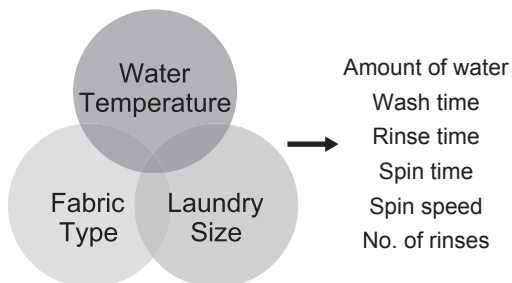 Water
Temperature
Fabric
Type
Laundry
Size
Amount of water
Wash time
Rinse time
Spin time
Spin speed
No. of rinses